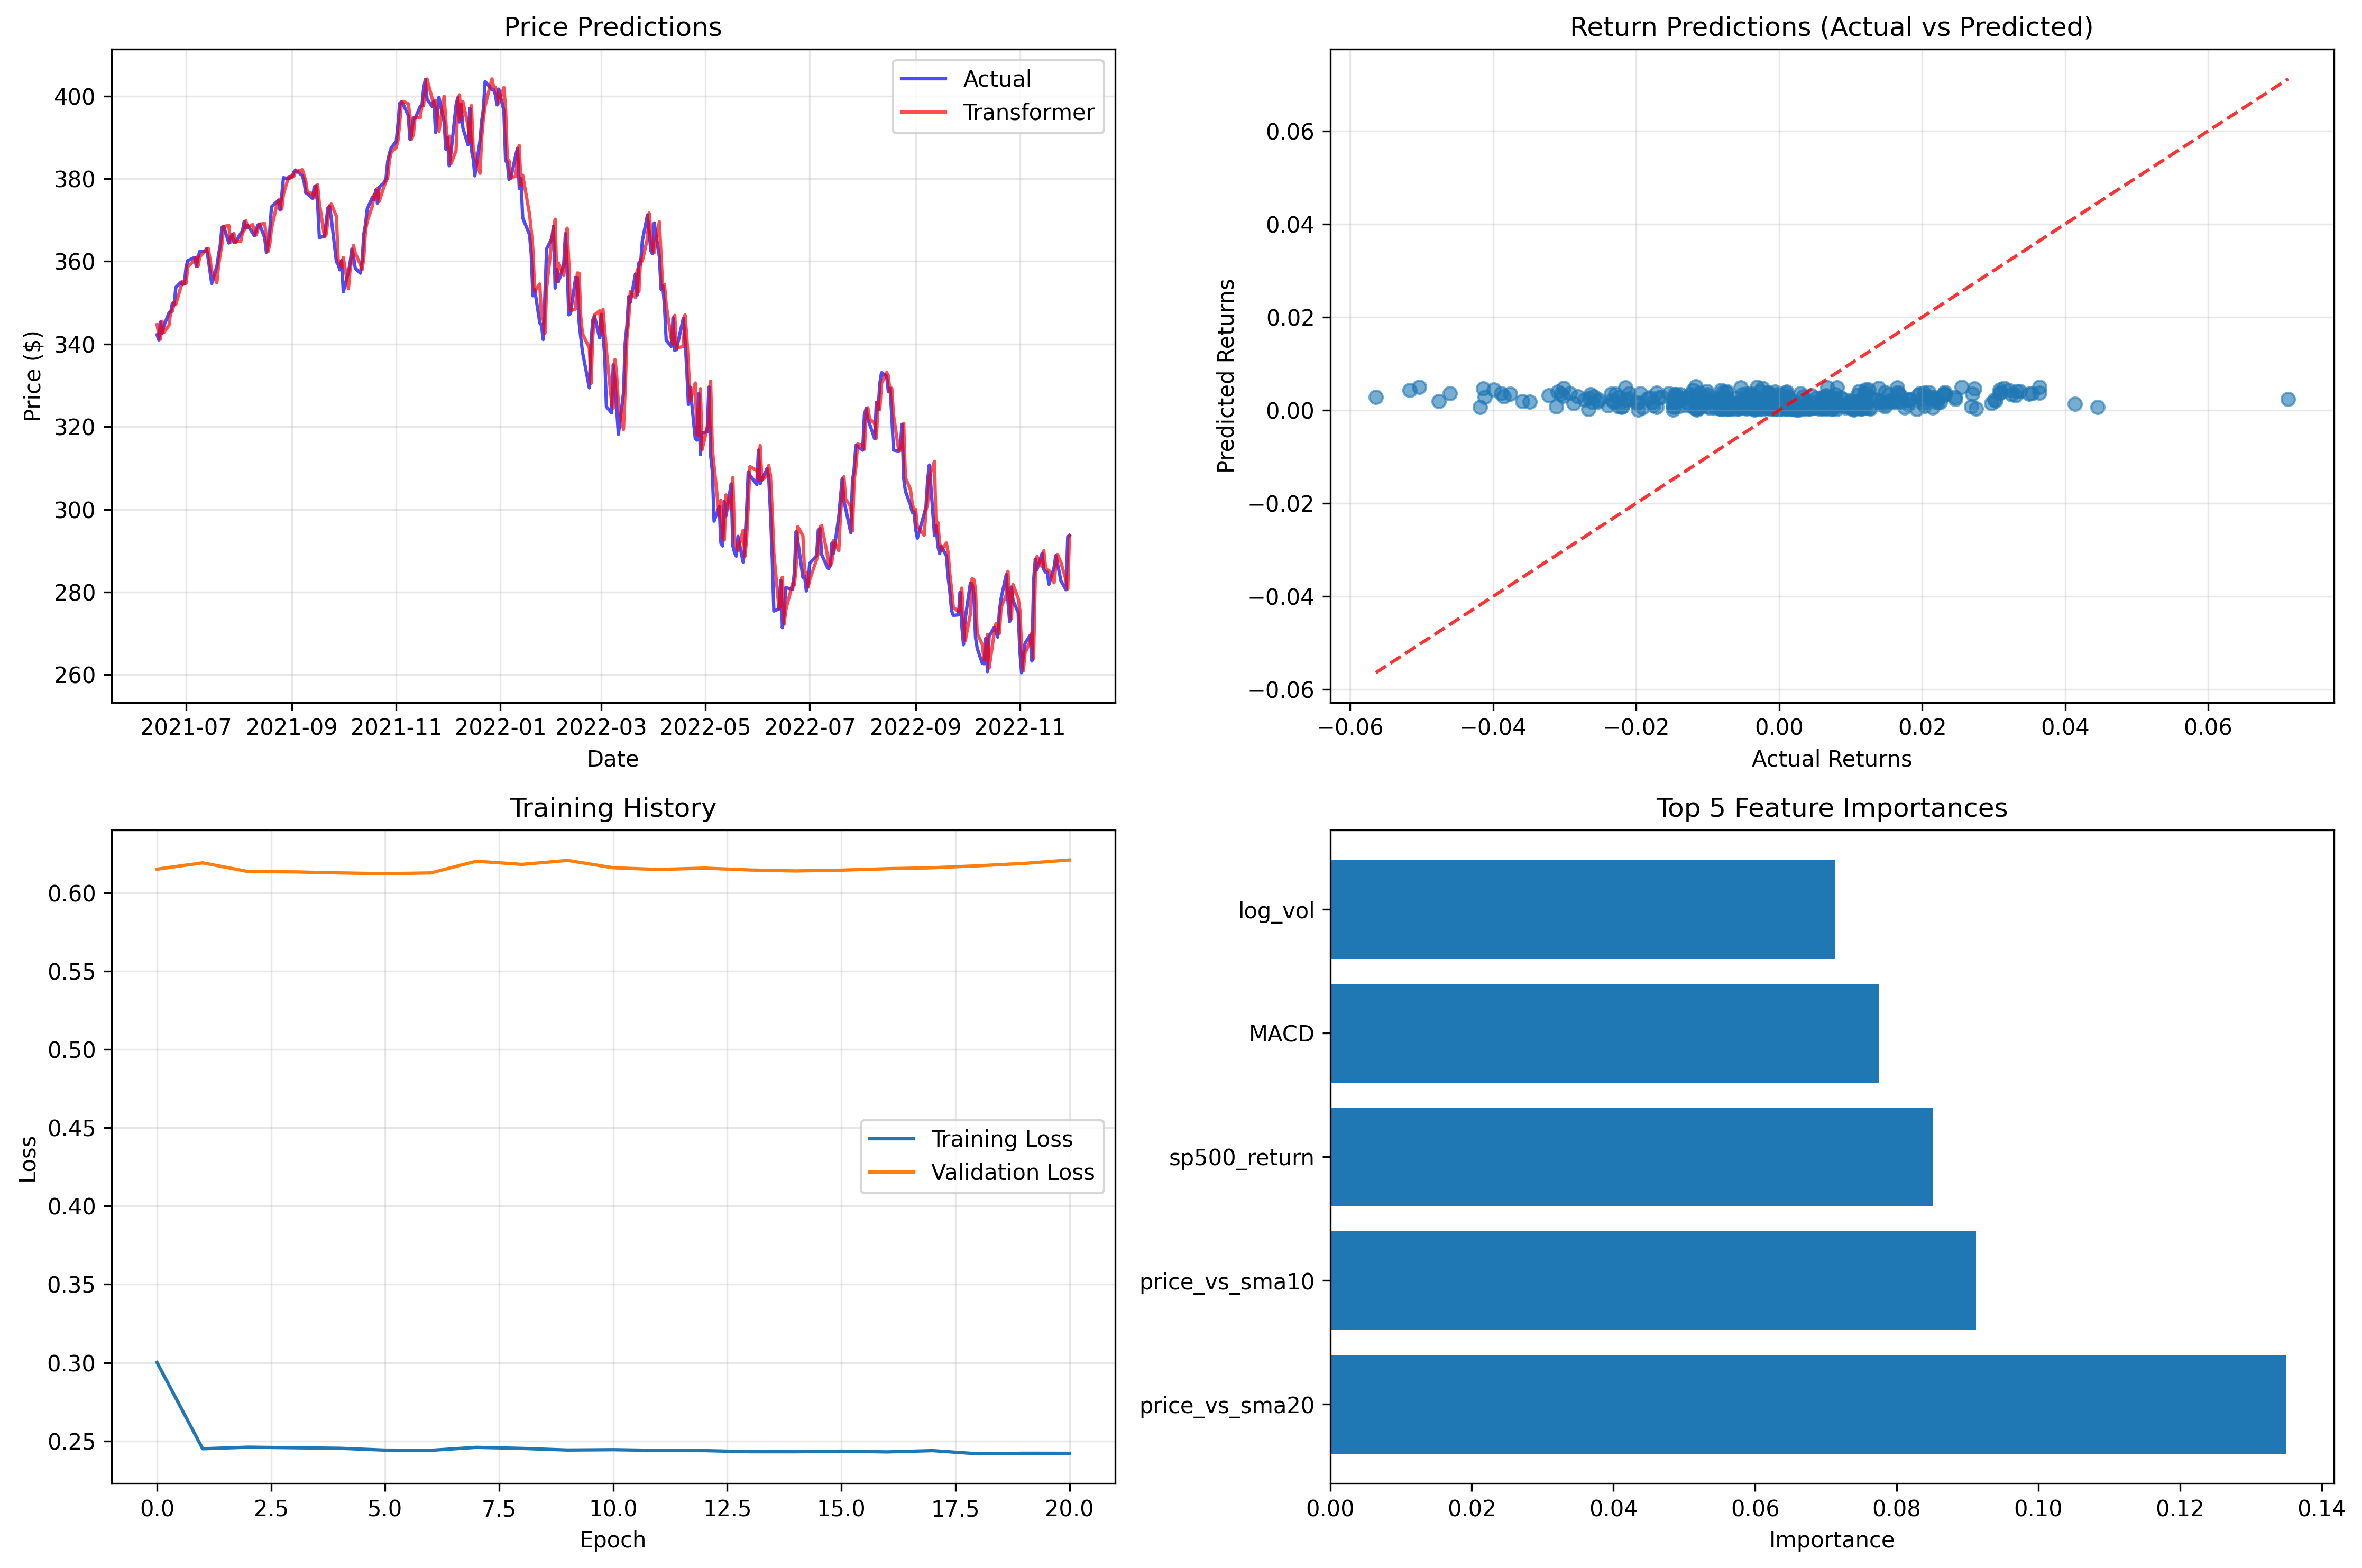 Price Predictions
Price ($)
400
380
360
340
320
300
280
260
Actual
Transformer
2021-07 2021-09 2021-11 2022-01 2022-03 2022-05 2022-07 2022-09 2022-11
Date
Return Predictions (Actual vs Predicted)
Predicted Returns
0.06
0.04
0.02
0.00
−0.02
−0.04
−0.06
−0.06 −0.04 −0.02 0.00 0.02 0.04 0.06
Actual Returns
Training History
Loss
0.60
0.55
0.50
0.45
0.40
0.35
0.30
0.25
Training Loss
Validation Loss
0.0 2.5 5.0 7.5 10.0 12.5 15.0 17.5 20.0
Epoch
Top 5 Feature Importances
log_vol
MACD
sp500_return
price_vs_sma10
price_vs_sma20
0.00 0.02 0.04 0.06 0.08 0.10 0.12 0.14
Importance